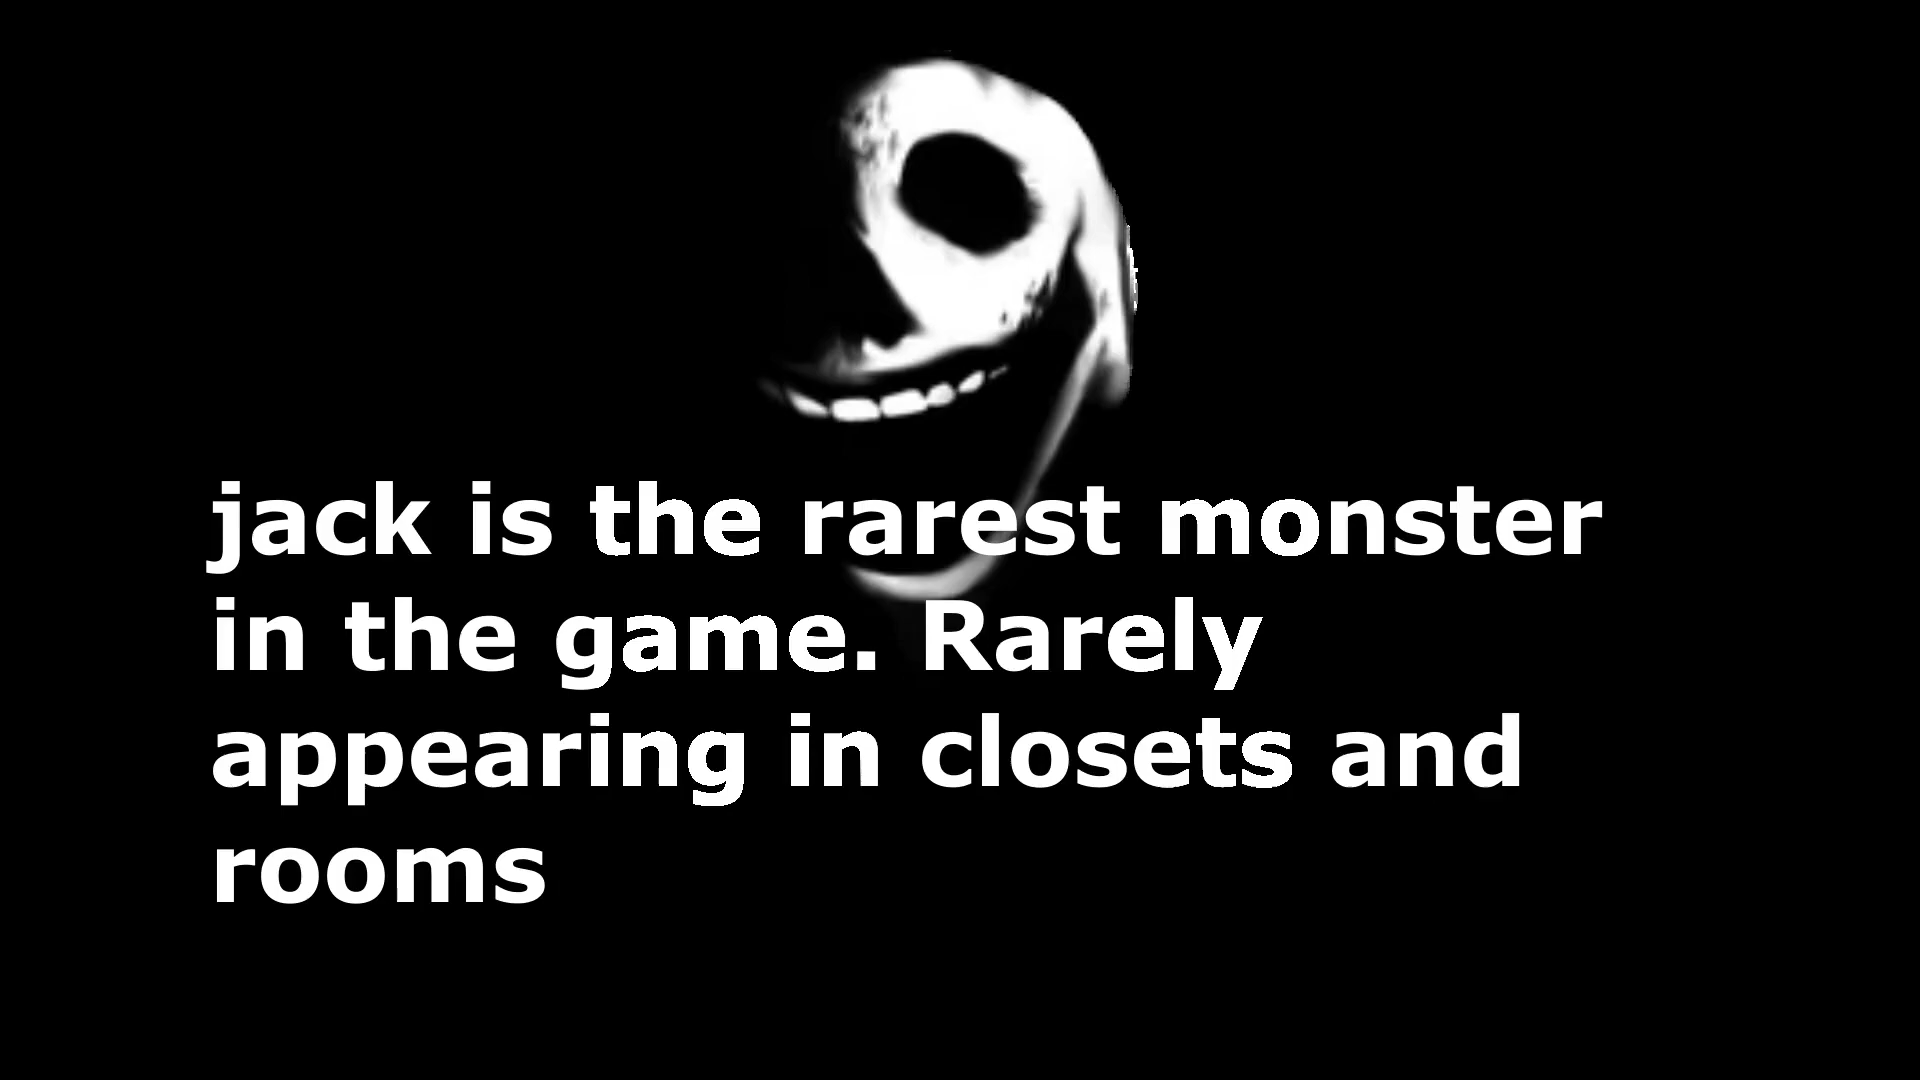 jack is the rarest monster
in the game. Rarely
appearing in closets and
rooms